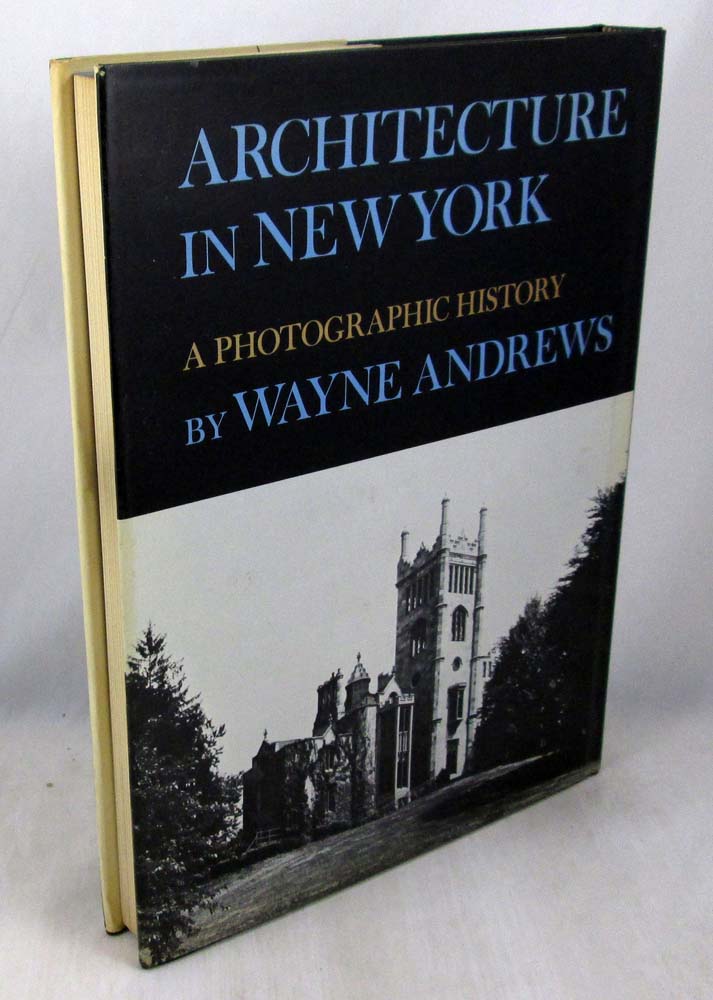 ARCHITECTURE
IN NEW YORK
A PHOTOGRAPHIC HISTORY
BY WAYNE ANDREWS